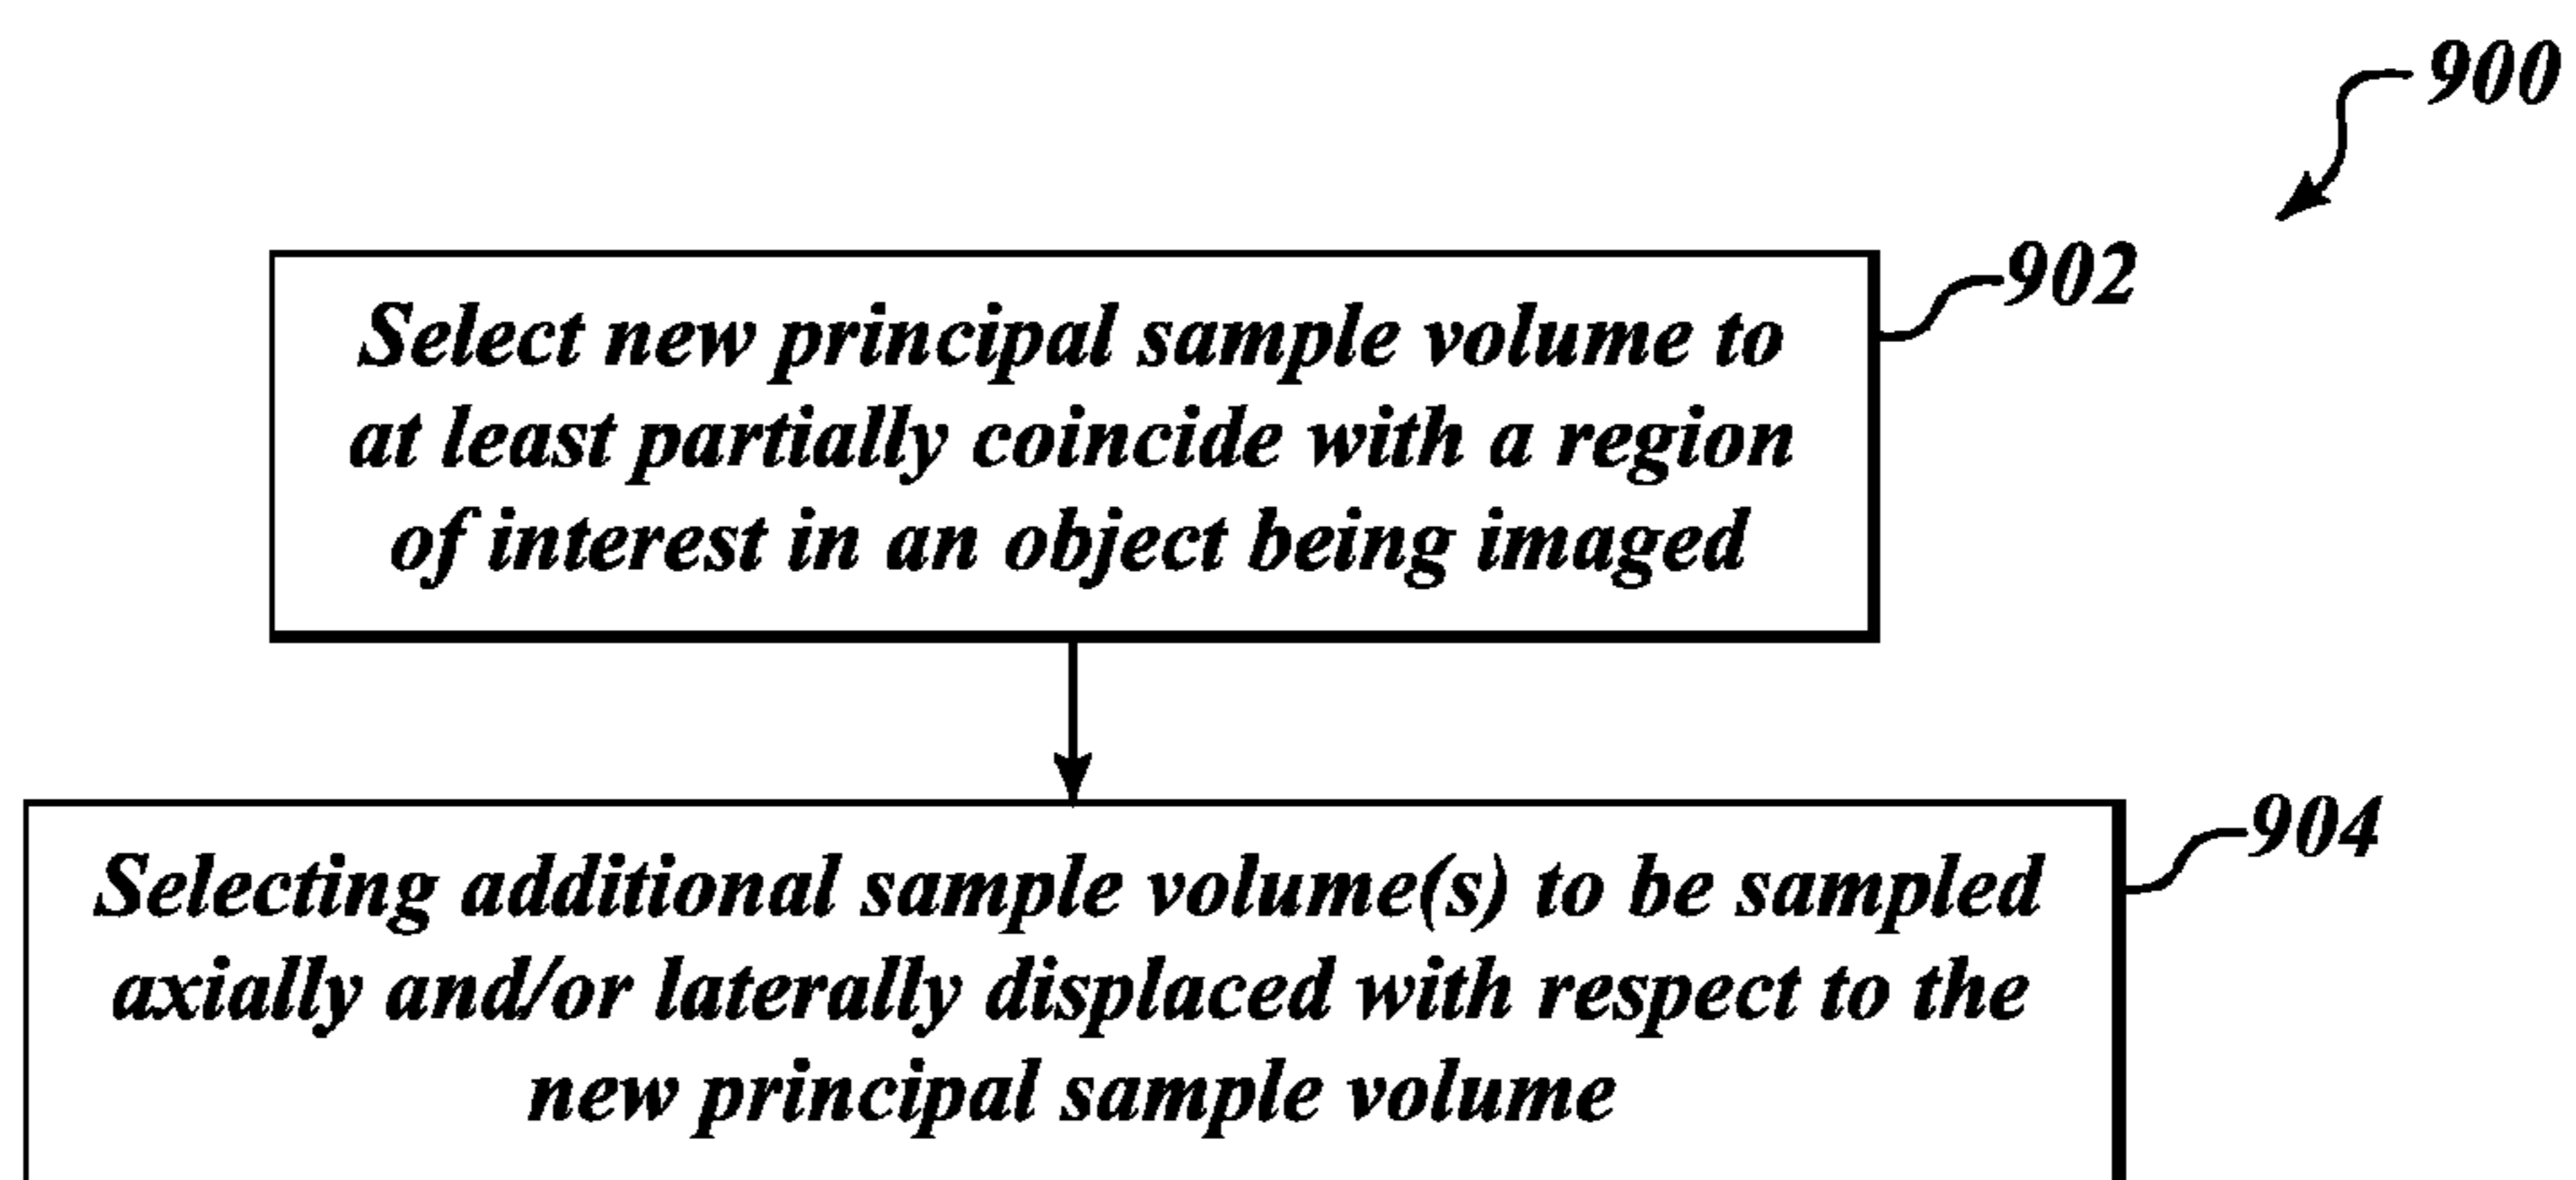 900
902
Select new principal sample volume to
at least partially coincide with a region
of interest in an object being imaged
904
Selecting additional sample volume(s) to be sampled
axially and/or laterally displaced with respect to the
new principal sample volume